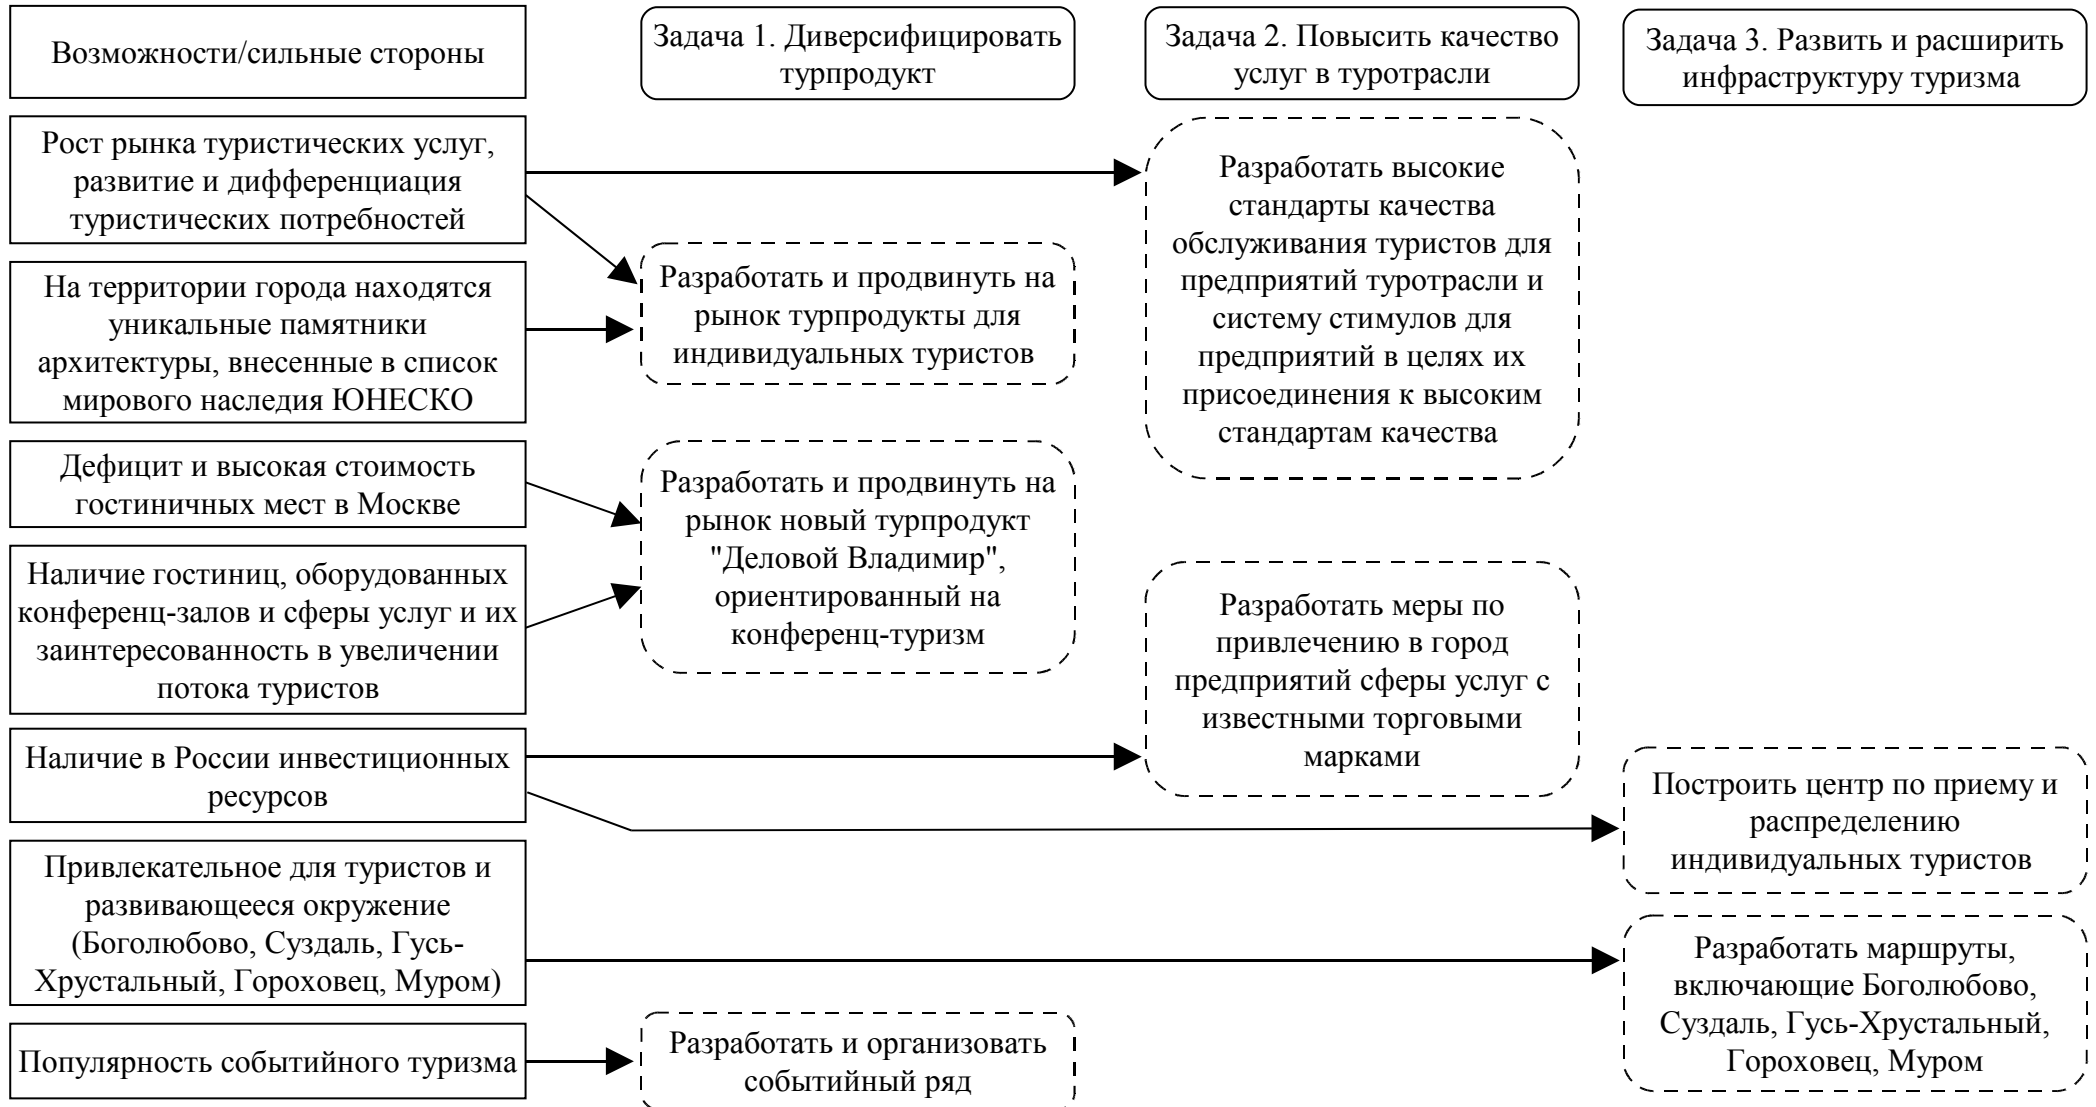 Возможности/сильные стороны
Задача 1. Диверсифицировать
турпродукт
Задача 2. Повысить качество
услуг в туротрасли
Задача 3. Развить и расширить
инфраструктуру туризма
Рост рынка туристических услуг,
развитие и дифференциация
туристических потребностей
На территории города находятся
уникальные памятники
архитектуры, внесенные в список
мирового наследия ЮНЕСКО
Дефицит и высокая стоимость
гостиничных мест в Москве
Наличие гостиниц, оборудованных
конференц-залов и сферы услуг и их
заинтересованность в увеличении
потока туристов
Наличие в России инвестиционных
ресурсов
Привлекательное для туристов и
развивающееся окружение
(Боголюбово, Суздаль, Гусь-
Хрустальный, Гороховец, Муром)
Популярность событийного туризма
Разработать и продвинуть на
рынок турпродукты для
индивидуальных туристов
Разработать и продвинуть на
рынок новый турпродукт
"Деловой Владимир",
ориентированный на
конференц-туризм
Разработать и организовать
событийный ряд
Разработать высокие
стандарты качества
обслуживания туристов для
предприятий туротрасли и
систему стимулов для
предприятий в целях их
присоединения к высоким
стандартам качества
Разработать меры по
привлечению в город
предприятий сферы услуг с
известными торговыми
марками
Построить центр по приему и
распределению
индивидуальных туристов
Разработать маршруты,
включающие Боголюбово,
Суздаль, Гусь-Хрустальный,
Гороховец, Муром